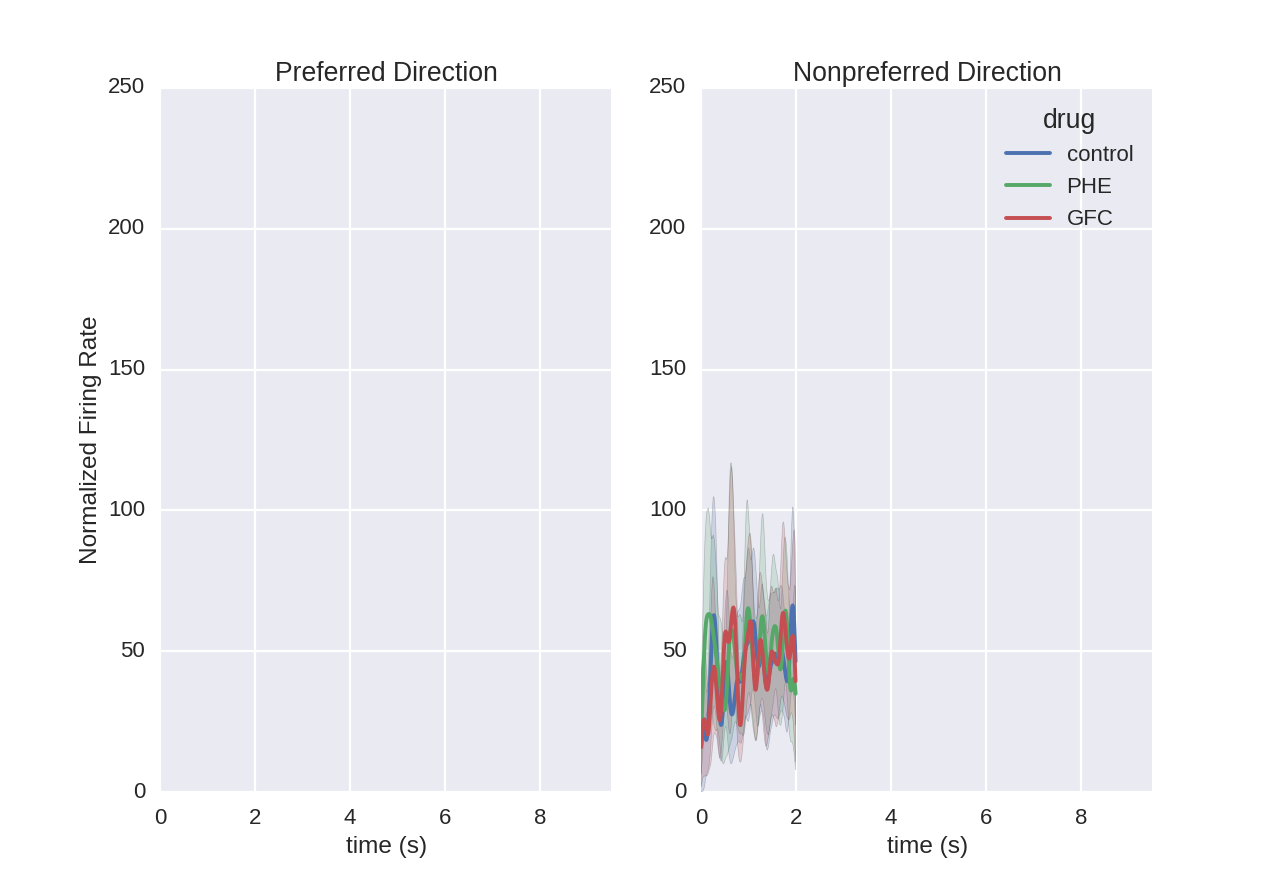 Preferred Direction
Nonpreferred Direction
250
200
150
100
50
0
0 2 4 6 8
time (s)
Normalized Firing Rate
250
200
150
100
50
0
0 2 4 6 8
time (s)
drug
control
PHE
GFC